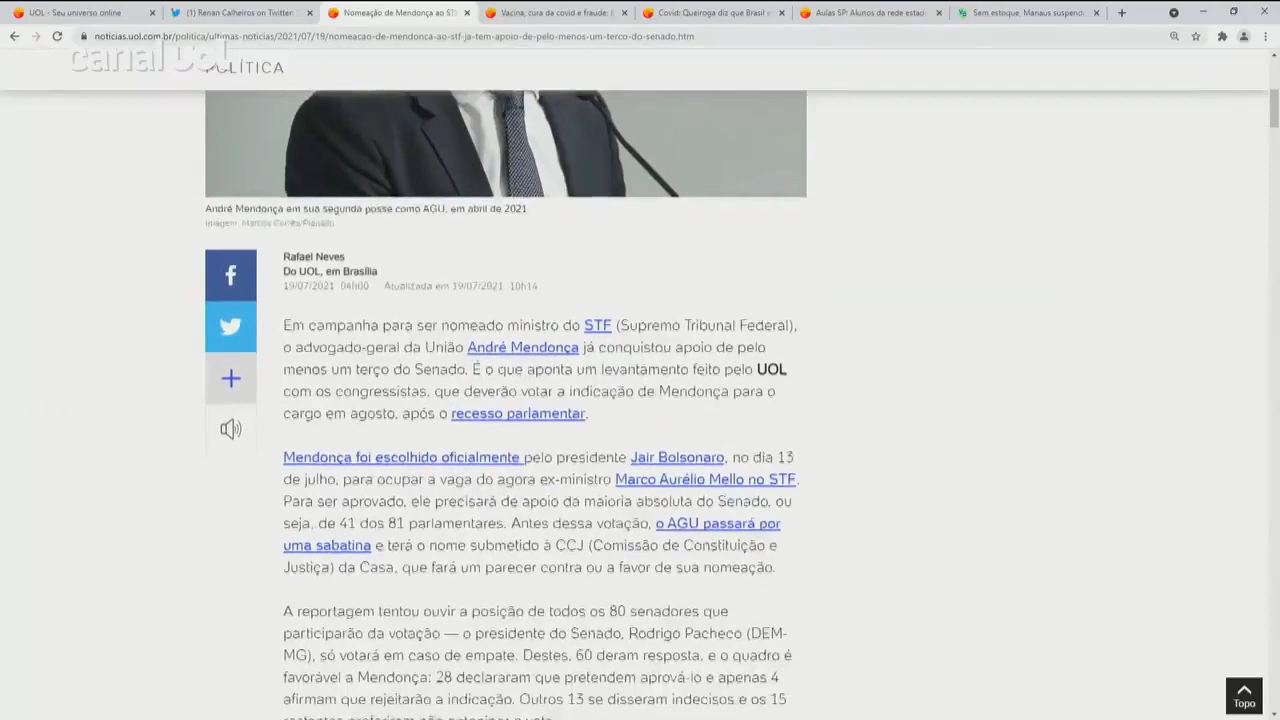 UOL - Seu universo online
(1) Renan Calheiros on Twitter:
Nomeação de Mendonça ao ST
Vacina, cura da covid e fraude:
Covid: Queiroga diz que Brasil
Aulas SP: Alunos da rede estad
Sem estoque, Manaus suspend
noticias.uol.com.br/politica/ultimas-noticias/2021/07/19/nomeacao-de-mendonca-ao-stf-ja-tem-apoio-de-pelo-menos-um-terco-do-senado.htm
canal uol
POLÍTICA
André Mendonça em sua segunda posse como AGU, em abril de 2021
Imagem: Marcos Corrêa/Planalto
Rafael Neves
Do UOL, em Brasília
19/07/2021 04h00 Atualizada em 19/07/2021 10h14
Em campanha para ser nomeado ministro do STF (Supremo Tribunal Federal),
o advogado-geral da União André Mendonça já conquistou apoio de pelo
menos um terço do Senado. É o que aponta um levantamento feito pelo UOL
com os congressistas, que deverão votar a indicação de Mendonça para o
cargo em agosto, após o recesso parlamentar.
Mendonça foi escolhido oficialmente pelo presidente Jair Bolsonaro, no dia 13
de julho, para ocupar a vaga do agora ex-ministro Marco Aurélio Mello no STF.
Para ser aprovado, ele precisará de apoio da maioria absoluta do Senado, ou
seja, de 41 dos 81 parlamentares. Antes dessa votação, o AGU passará por
uma sabatina e terá o nome submetido à CCJ (Comissão de Constituição e
Justiça) da Casa, que fará um parecer contra ou a favor de sua nomeação.
A reportagem tentou ouvir a posição de todos os 80 senadores que
participarão da votação — o presidente do Senado, Rodrigo Pacheco (DEM-
MG), só votará em caso de empate. Destes, 60 deram resposta, e o quadro é
favorável a Mendonça: 28 declararam que pretendem aprová-lo e apenas 4
afirmam que rejeitarão a indicação. Outros 13 se disseram indecisos e os 15
Topo